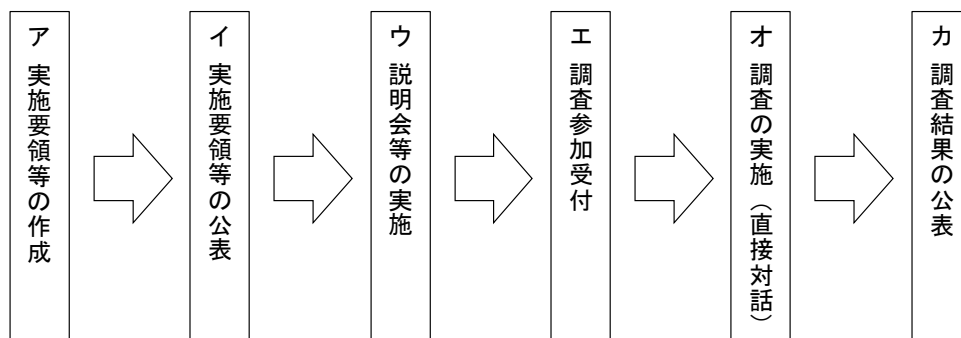 ア 実施要領等の作成
イ 実施要領等の公表
ウ 説明会等の実施
エ 調査参加受付
オ 調査の実施（直接対話）
カ 調査結果の公表